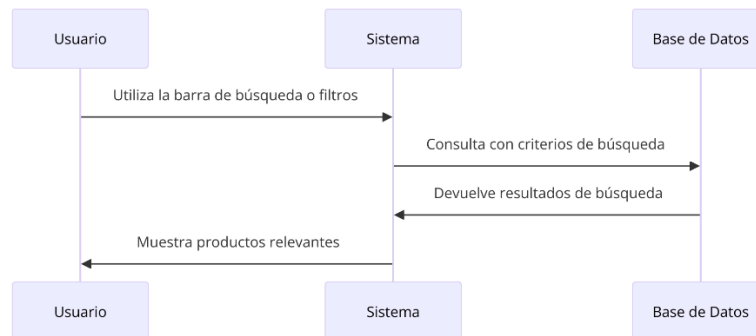 Usuario
Sistema
Base de Datos
Utiliza la barra de búsqueda o filtros
Consulta con criterios de búsqueda
Devuelve resultados de búsqueda
Muestra productos relevantes
Usuario
Sistema
Base de Datos